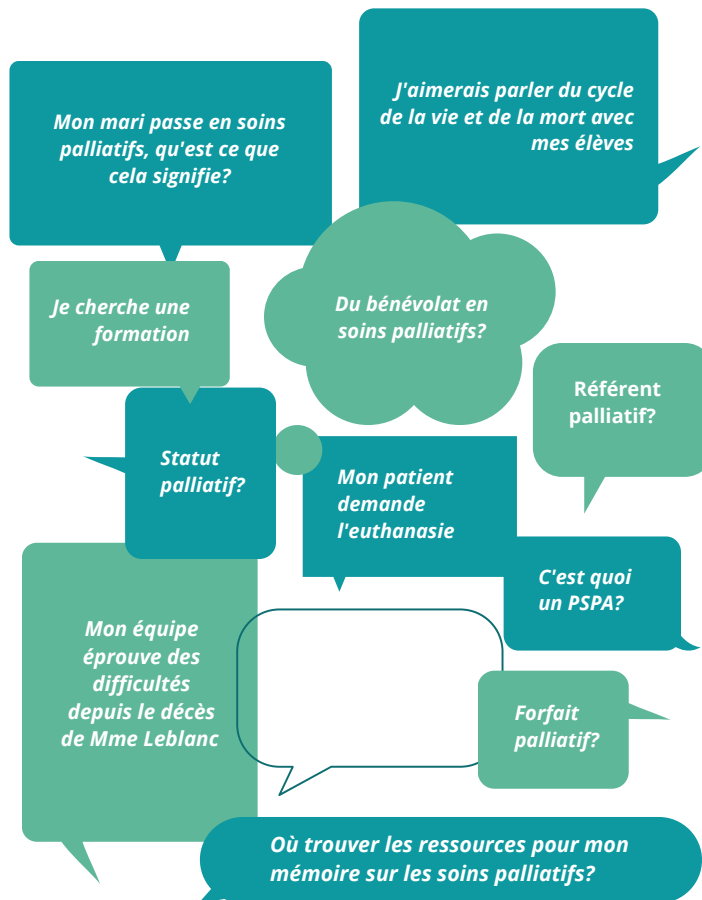 J'aimerais parler du cycle
de la vie et de la mort avec
mes élèves
Mon mari passe en soins
palliatifs, qu'est ce que
cela signifie?
Je cherche une
formation
Du bénévolat en
soins palliatifs?
Référent
palliatif?
Statut
palliatif?
Mon patient
demande
l'euthanasie
C'est quoi
un PSPA?
Mon équipe
éprouve des
difficultés
depuis le décès
de Mme Leblanc
Forfait
palliatif?
Où trouver les ressources pour mon
mémoire sur les soins palliatifs?